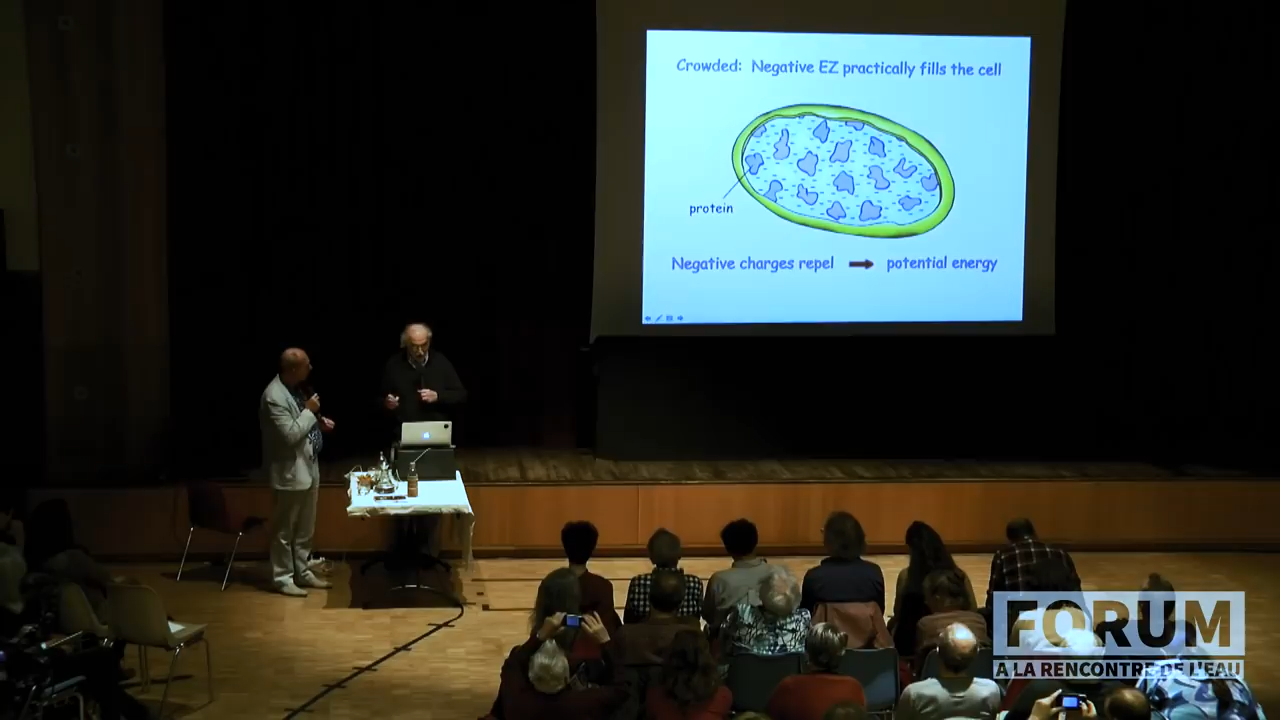 Crowded: Negative EZ practically fills the cell
protein
Negative charges repel → potential energy
FORUM
A LA RENCONTRE DE L'EAU